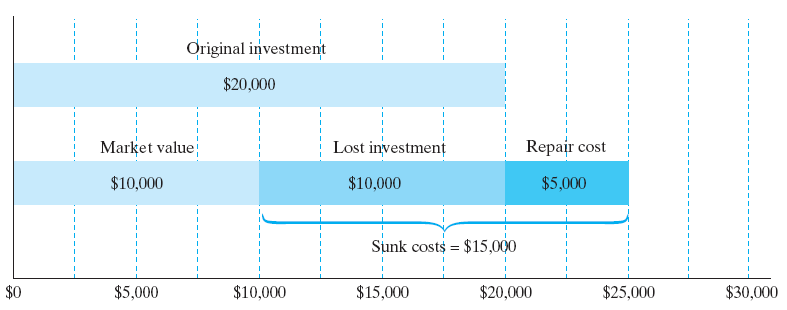 Original investment
$20,000
Market value Lost investment Repair cost
$10,000 $10,000 $5,000
Sunk costs = $15,000
$0 $5,000 $10,000 $15,000 $20,000 $25,000 $30,000